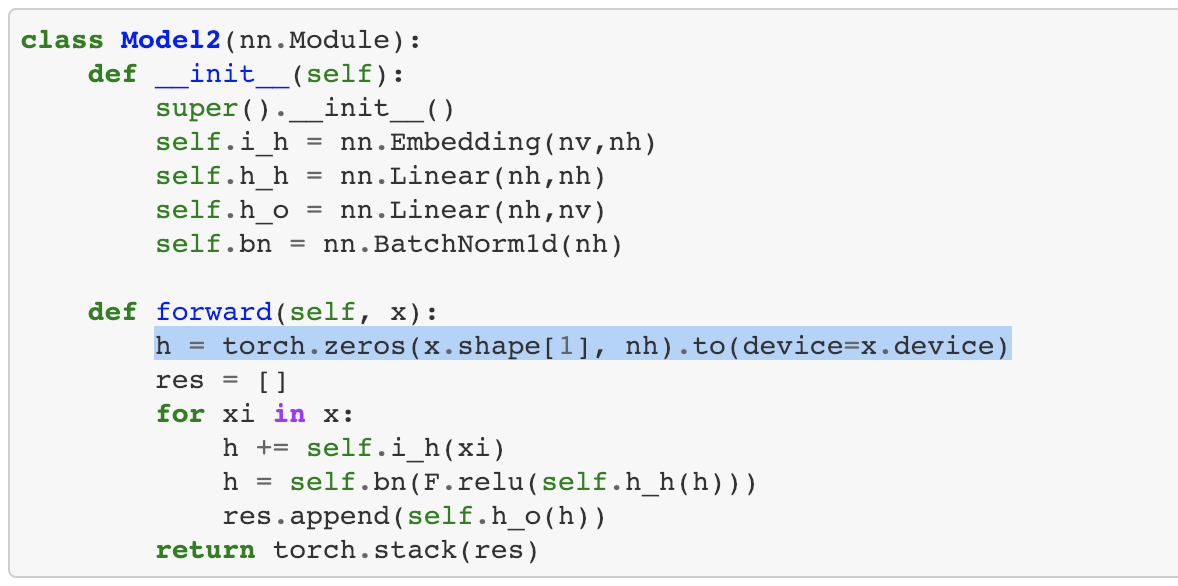 class Model2(nn.Module):
    def __init__(self):
        super().__init__()
        self.i_h = nn.Embedding(nv,nh)
        self.h_h = nn.Linear(nh,nh)
        self.h_o = nn.Linear(nh,nv)
        self.bn = nn.BatchNorm1d(nh)
    def forward(self, x):
        h = torch.zeros(x.shape[1], nh).to(device=x.device)
        res = []
        for xi in x:
            h += self.i_h(xi)
            h = self.bn(F.relu(self.h_h(h)))
            res.append(self.h_o(h))
        return torch.stack(res)